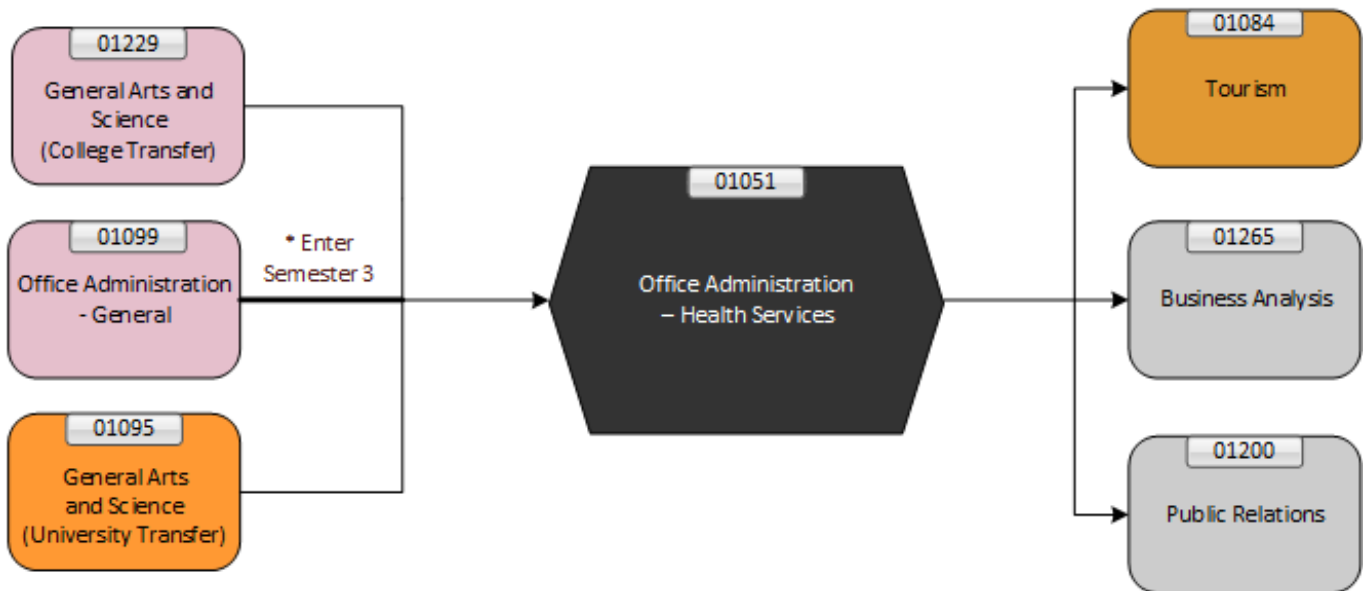 01229
General Arts and
Science
(College Transfer)
01099
Office Administration
- General
* Enter
Semester 3
01095
General Arts
and Science
(University Transfer)
01051
Office Administration
– Health Services
01084
Tourism
01265
Business Analysis
01200
Public Relations